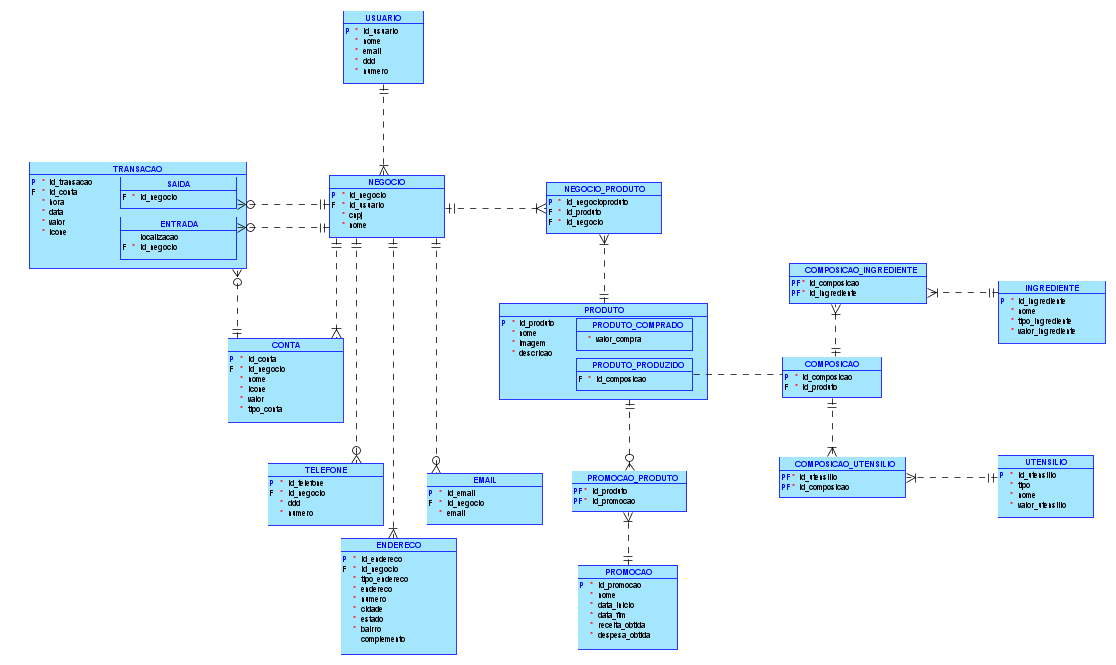 USUARIO
P * id_usuario
* nome
* email
* ddd
* numero
TRANSACAO
P * id_transacao
F * id_conta
* hora
* data
* valor
* icone
SAIDA
F * id_negocio
ENTRADA
localizacao
F * id_negocio
NEGOCIO
P * id_negocio
F * id_usuario
* cnpj
* nome
NEGOCIO_PRODUTO
P * id_negocioproduto
F * id_produto
F * id_negocio
COMPOSICAO_INGREDIENTE
PF * id_composicao
PF * id_ingrediente
INGREDIENTE
P * id_ingrediente
* nome
* tipo_ingrediente
* valor_ingrediente
PRODUTO
P * id_produto
* nome
* imagem
* descricao
PRODUTO_COMPRADO
* valor_compra
PRODUTO_PRODUZIDO
F * id_composicao
CONTA
P * id_conta
F * id_negocio
* nome
* icone
* valor
* tipo_conta
COMPOSICAO
P * id_composicao
F * id_produto
TELEFONE
P * id_telefone
F * id_negocio
* ddd
* numero
EMAIL
P * id_email
F * id_negocio
* email
PROMOCAO_PRODUTO
PF * id_produto
PF * id_promocao
COMPOSICAO_UTENSILIO
PF * id_utensilio
PF * id_composicao
UTENSILIO
P * id_utensilio
* tipo
* nome
* valor_utensilio
ENDERECO
P * id_endereco
F * id_negocio
* tipo_endereco
* endereco
* numero
* cidade
* estado
* bairro
complemento
PROMOCAO
P * id_promocao
* nome
* data_inicio
* data_fim
* receita_obtida
* despesa_obtida